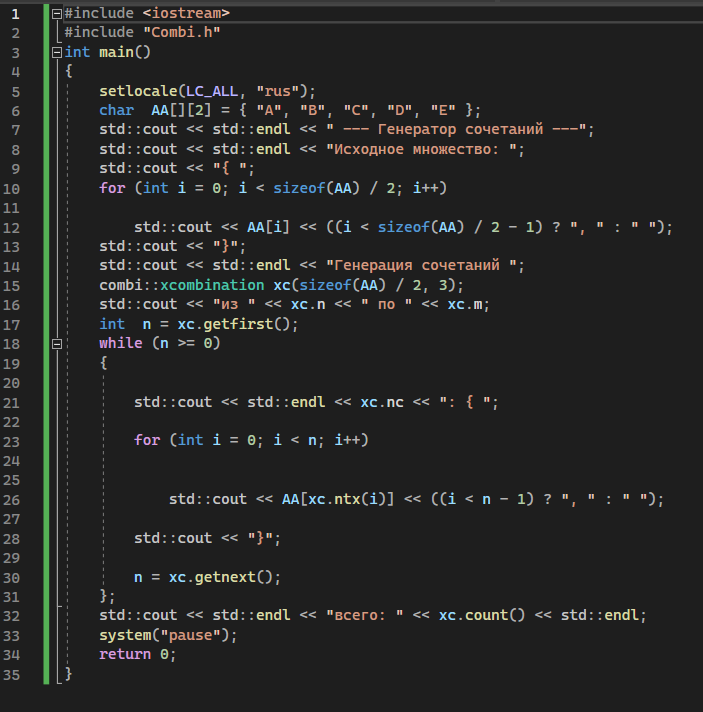 1 #include <iostream>
2 #include "Combi.h"
3 int main()
4 {
5 setlocale(LC_ALL, "rus");
6 char  AA[][2] = { "A", "B", "C", "D", "E" };
7 std::cout << std::endl << " --- Генератор сочетаний ---";
8 std::cout << std::endl << "Исходное множество: ";
9 std::cout << "{ ";
10 for (int i = 0; i < sizeof(AA) / 2; i++)
11
12 std::cout << AA[i] << ((i < sizeof(AA) / 2 - 1) ? ", " : " ");
13 std::cout << "}";
14 std::cout << std::endl << "Генерация сочетаний ";
15 combi::xcombination xc(sizeof(AA) / 2, 3);
16 std::cout << "из " << xc.n << " по " << xc.m;
17 int  n = xc.getfirst();
18 while (n >= 0)
19 {
20
21 std::cout << std::endl << xc.nc << ": { ";
22
23 for (int i = 0; i < n; i++)
24
25
26 std::cout << AA[xc.ntx(i)] << ((i < n - 1) ? ", " : " ");
27
28 std::cout << "}";
29
30 n = xc.getnext();
31 };
32 std::cout << std::endl << "всего: " << xc.count() << std::endl;
33 system("pause");
34 return 0;
35 }